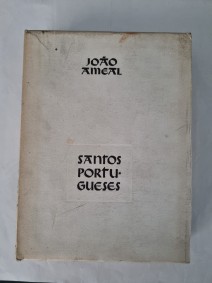 JOÃO
AMEAL
SANTOS
PORTU-
GUESES